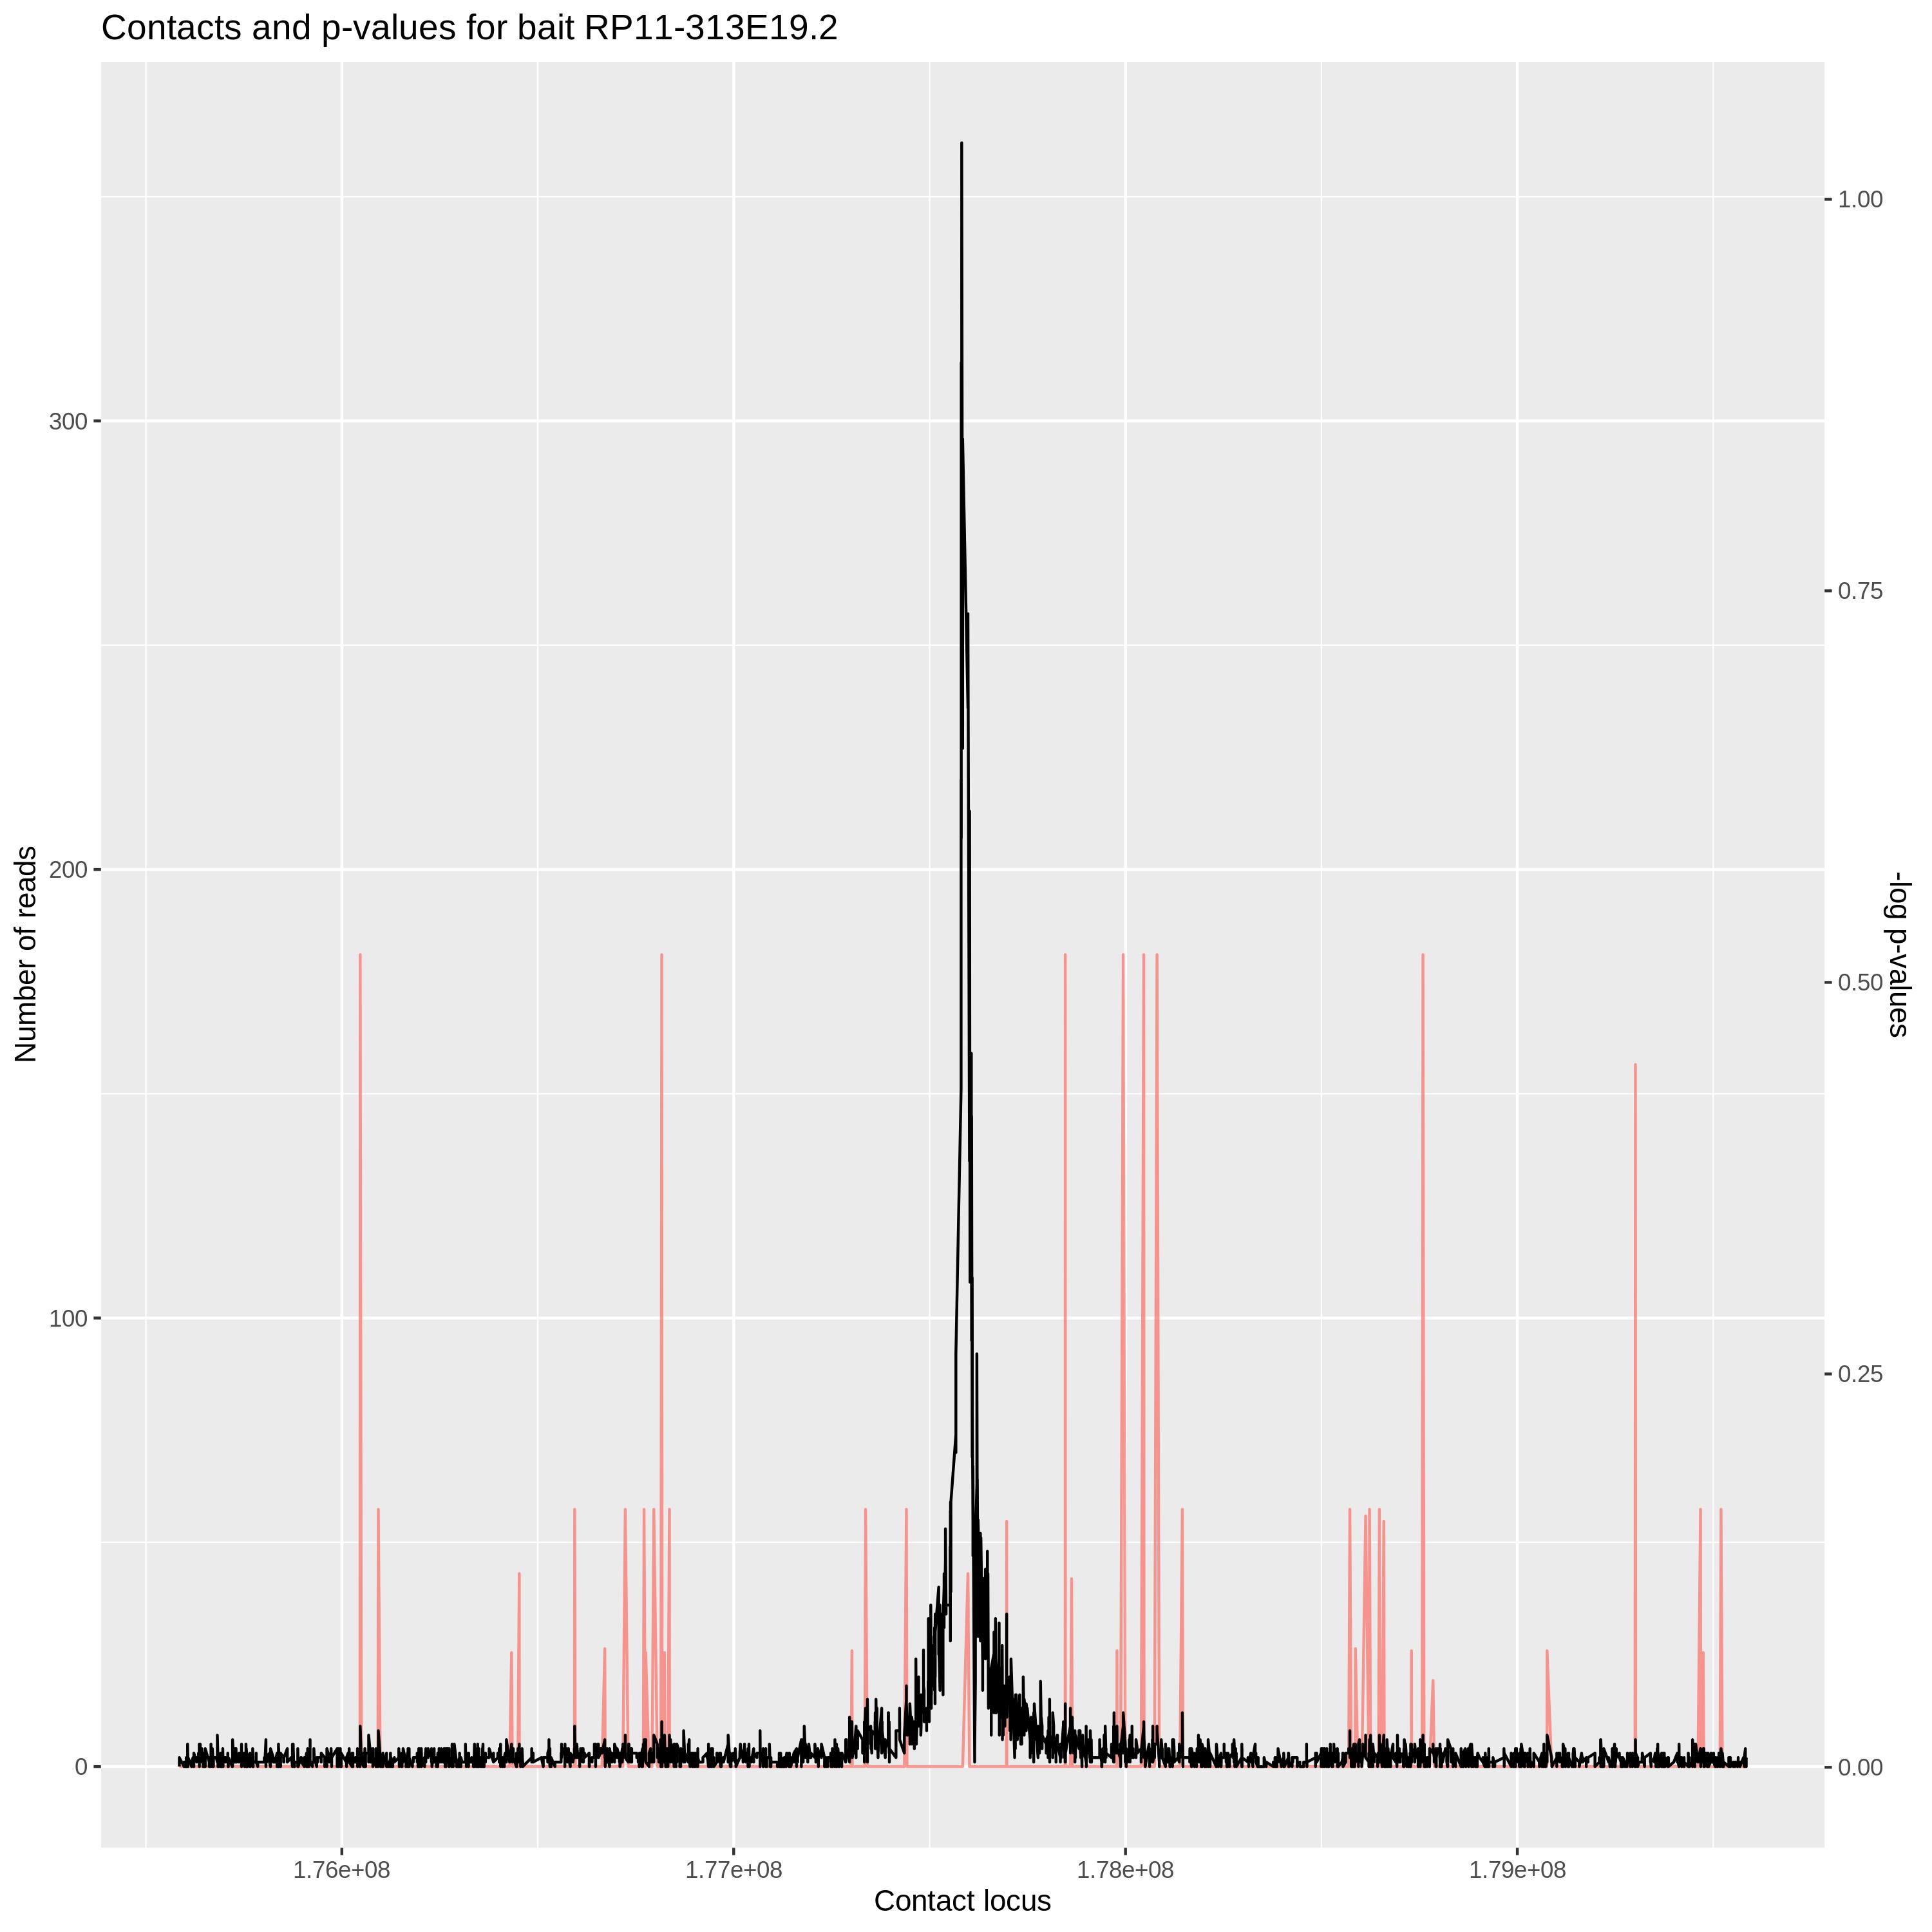 Contacts and p-values for bait RP11-313E19.2
300
200
100
0
Number of reads
1.00
0.75
0.50
0.25
0.00
-log p-values
1.76e+08
1.77e+08
1.78e+08
1.79e+08
Contact locus